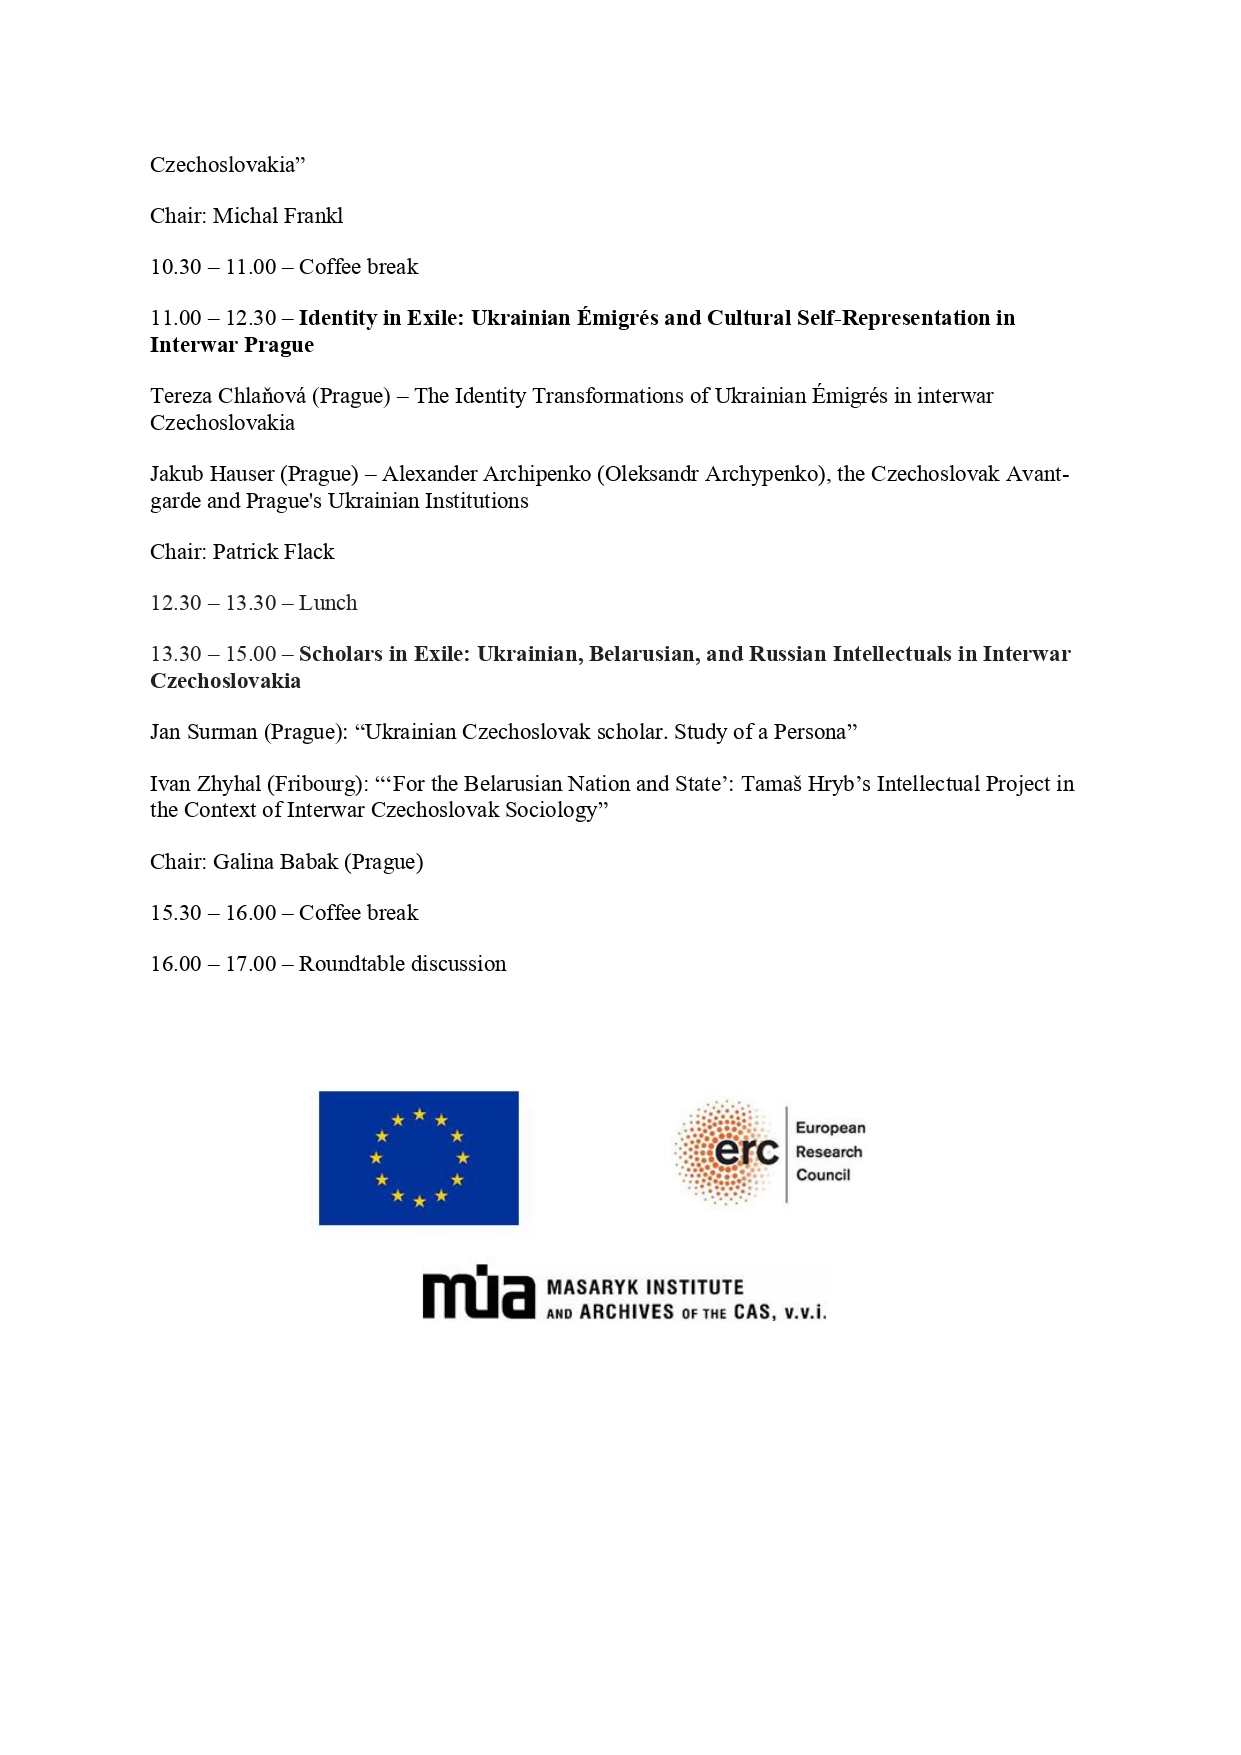 Czechoslovakia”
Chair: Michal Frankl
10.30 – 11.00 – Coffee break
11.00 – 12.30 – Identity in Exile: Ukrainian Émigrés and Cultural Self-Representation in
Interwar Prague
Tereza Chlaňová (Prague) – The Identity Transformations of Ukrainian Émigrés in interwar
Czechoslovakia
Jakub Hauser (Prague) – Alexander Archipenko (Oleksandr Archypenko), the Czechoslovak Avant-
garde and Prague's Ukrainian Institutions
Chair: Patrick Flack
12.30 – 13.30 – Lunch
13.30 – 15.00 – Scholars in Exile: Ukrainian, Belarusian, and Russian Intellectuals in Interwar
Czechoslovakia
Jan Surman (Prague): “Ukrainian Czechoslovak scholar. Study of a Persona”
Ivan Zhyhal (Fribourg): “‘For the Belarusian Nation and State’: Tamaš Hryb’s Intellectual Project in
the Context of Interwar Czechoslovak Sociology”
Chair: Galina Babak (Prague)
15.30 – 16.00 – Coffee break
16.00 – 17.00 – Roundtable discussion
erc
European
Research
Council
mia
MASARYK INSTITUTE
AND ARCHIVES OF THE CAS, v.v.i.